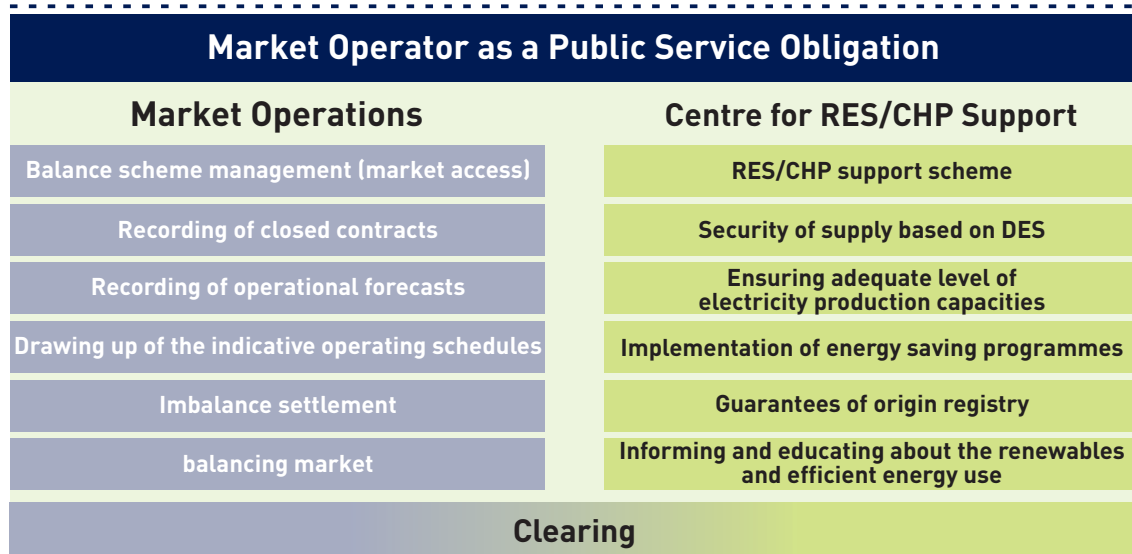 Market Operator as a Public Service Obligation
Market Operations
Balance scheme management (market access)
Recording of closed contracts
Recording of operational forecasts
Drawing up of the indicative operating schedules
Imbalance settlement
balancing market
Centre for RES/CHP Support
RES/CHP support scheme
Security of supply based on DES
Ensuring adequate level of
electricity production capacities
Implementation of energy saving programmes
Guarantees of origin registry
Informing and educating about the renewables
and efficient energy use
Clearing